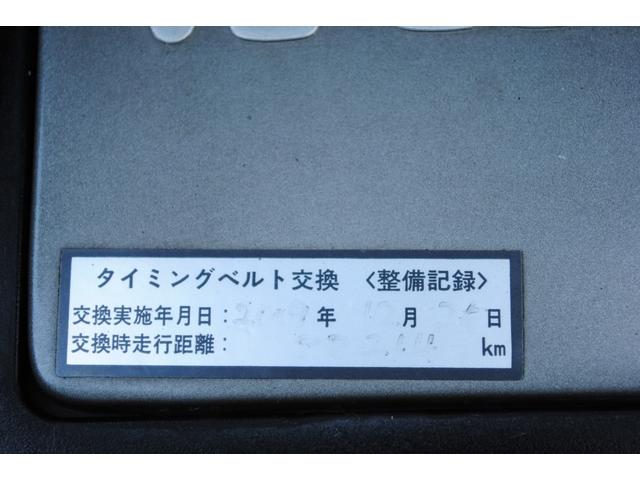 タイミングベルト交換 〈整備記録〉
交換実施年月日: 年 月 日
交換時走行距離: km